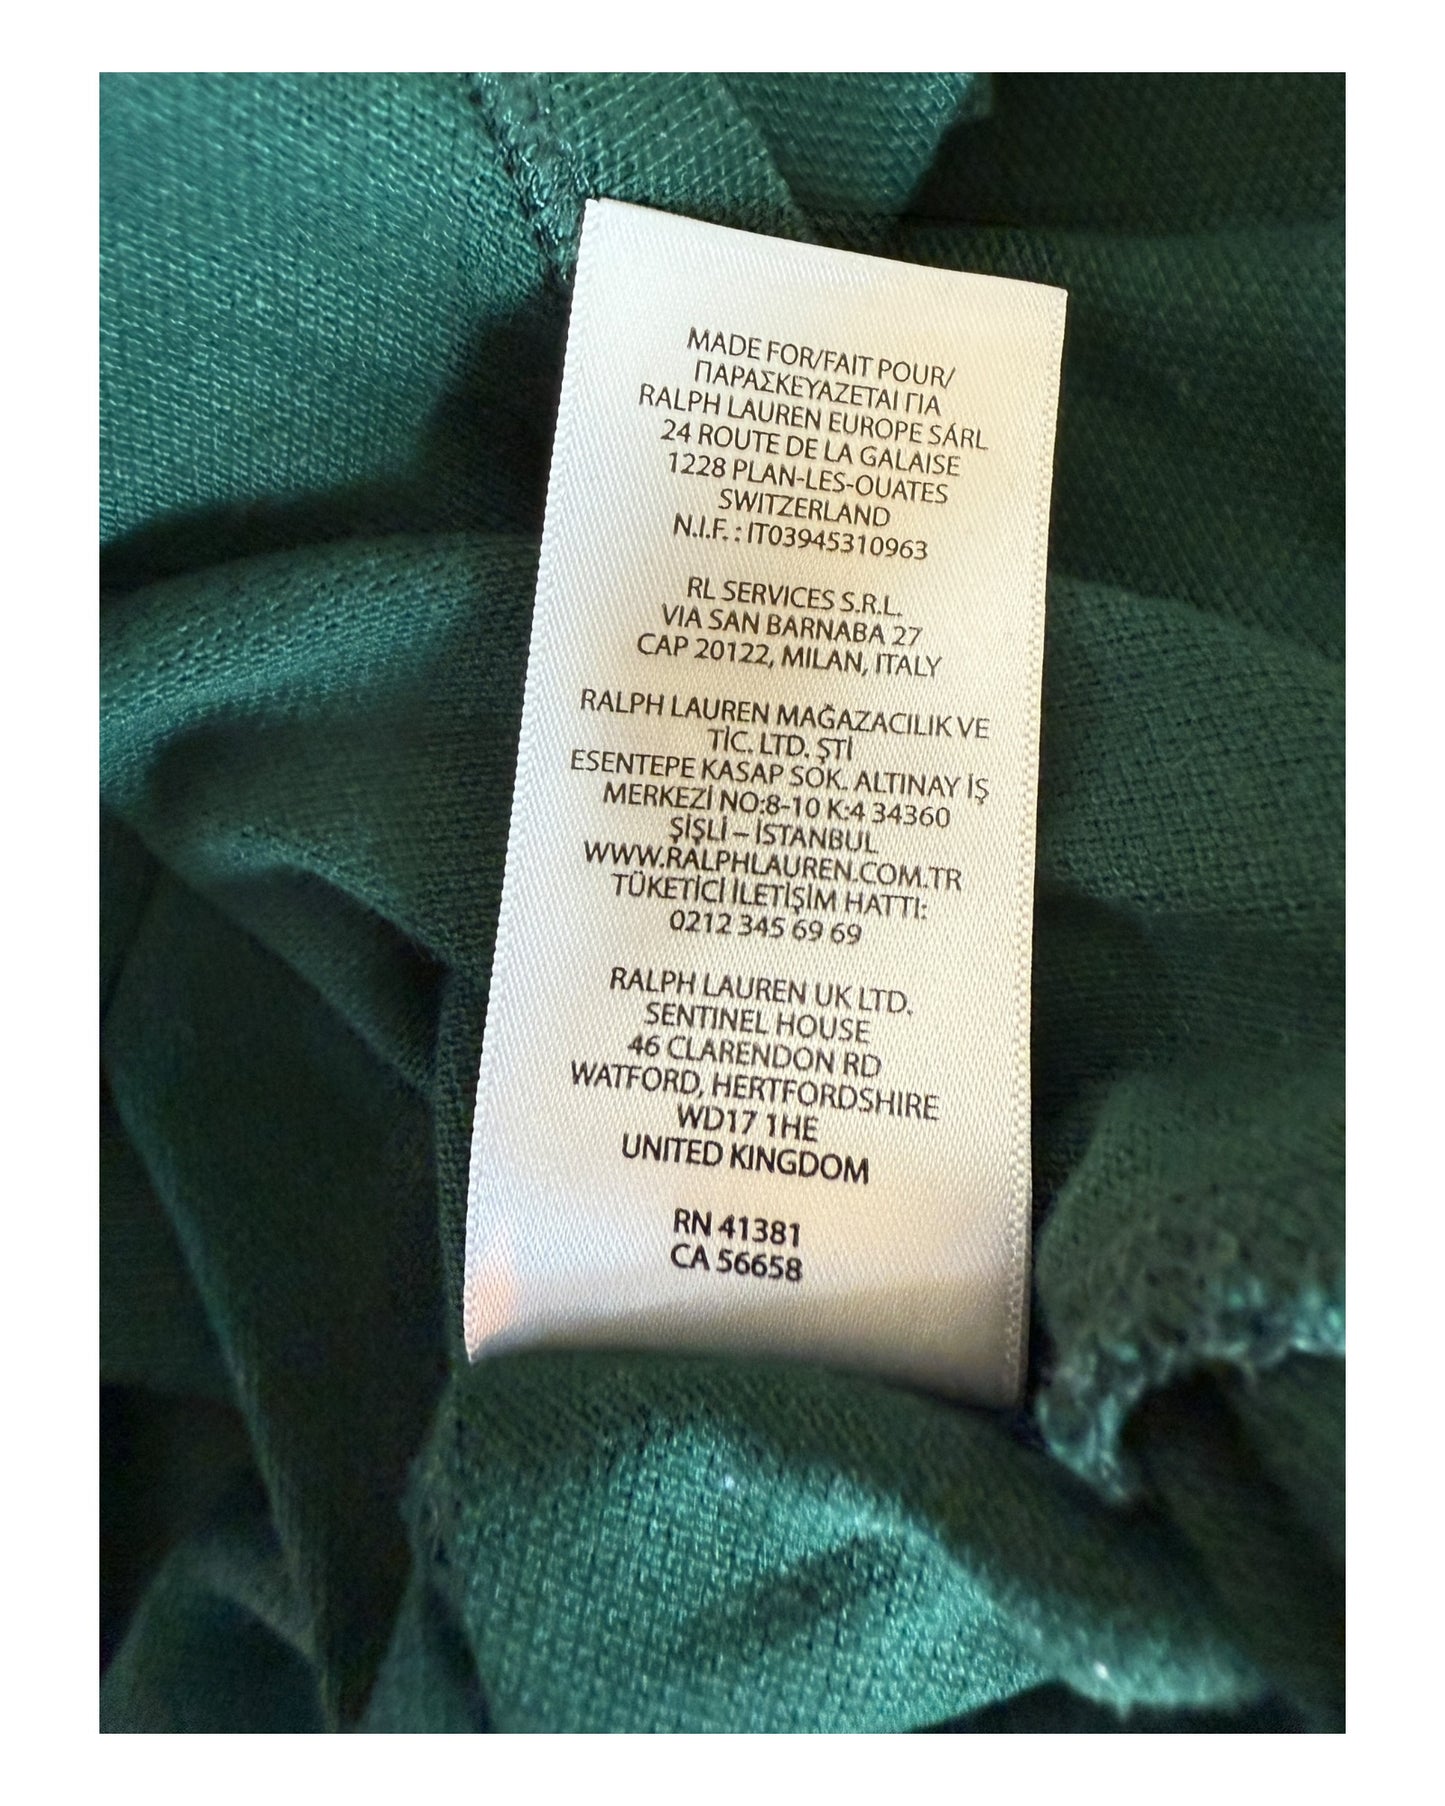 MADE FOR/FAIT POUR/
ΠΑΡΑΣΚΕΥΑΖΕΤΑΙ ΓΙΑ
RALPH LAUREN EUROPE SÁRL
24 ROUTE DE LA GALAISE
1228 PLAN-LES-OUATES
SWITZERLAND
N.I.F. : IT03945310963
RL SERVICES S.R.L.
VIA SAN BARNABA 27
CAP 20122, MILAN, ITALY
RALPH LAUREN MAĞAZACILIK VE
TİC. LTD. ŞTİ
ESENTEPE KASAP SOK. ALTINAY İŞ
MERKEZİ NO:8-10 K:4 34360
ŞİŞLİ – İSTANBUL
WWW.RALPHLAUREN.COM.TR
TÜKETİCİ İLETİŞİM HATTI:
0212 345 69 69
RALPH LAUREN UK LTD.
SENTINEL HOUSE
46 CLARENDON RD
WATFORD, HERTFORDSHIRE
WD17 1HE
UNITED KINGDOM
RN 41381
CA 56658